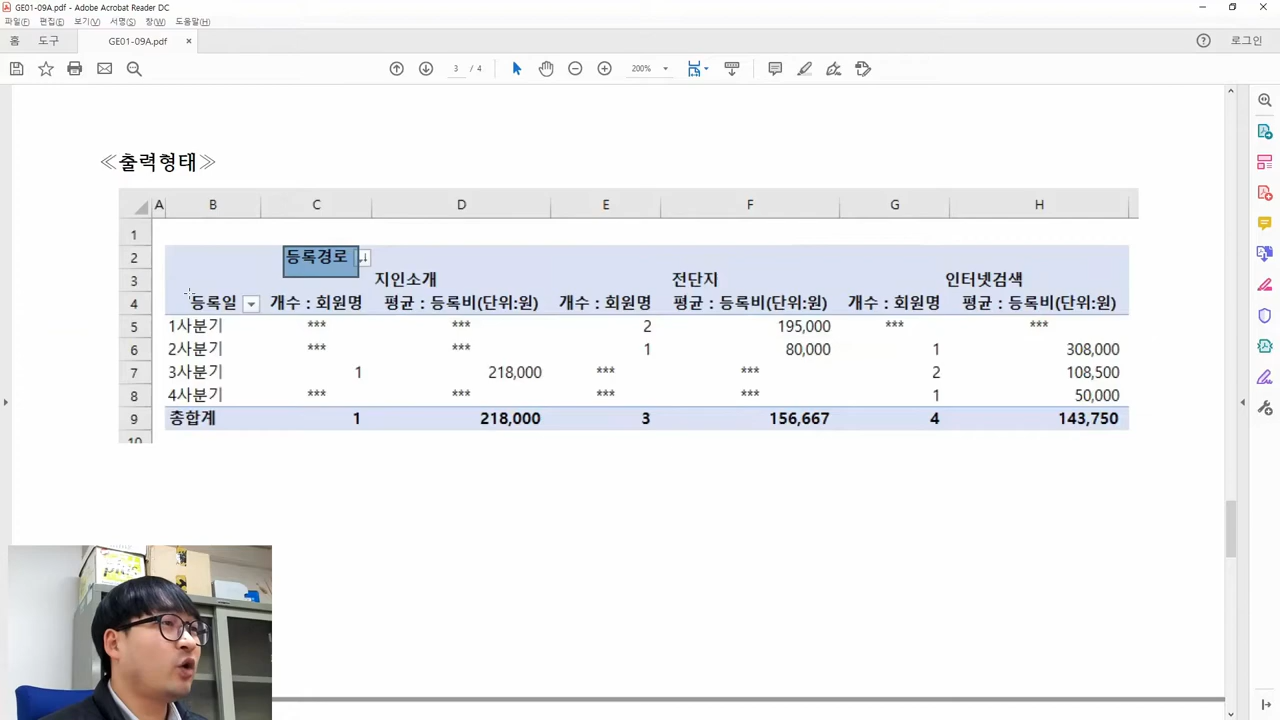 GE01-09A.pdf - Adobe Acrobat Reader DC
파일(F) 편집(E) 보기(V) 서명(S) 창(W) 도움말(H)
홈 도구 GE01-09A.pdf × 로그인
3 / 4 200%
≪출력형태≫
A B C D E F G H
1
2 등록경로
3 지인소개 전단지 인터넷검색
4 등록일 개수 : 회원명 평균 : 등록비(단위:원) 개수 : 회원명 평균 : 등록비(단위:원) 개수 : 회원명 평균 : 등록비(단위:원)
5 1사분기 *** *** 2 195,000 *** ***
6 2사분기 *** *** 1 80,000 1 308,000
7 3사분기 1 218,000 *** *** 2 108,500
8 4사분기 *** *** *** *** 1 50,000
9 총합계 1 218,000 3 156,667 4 143,750
10